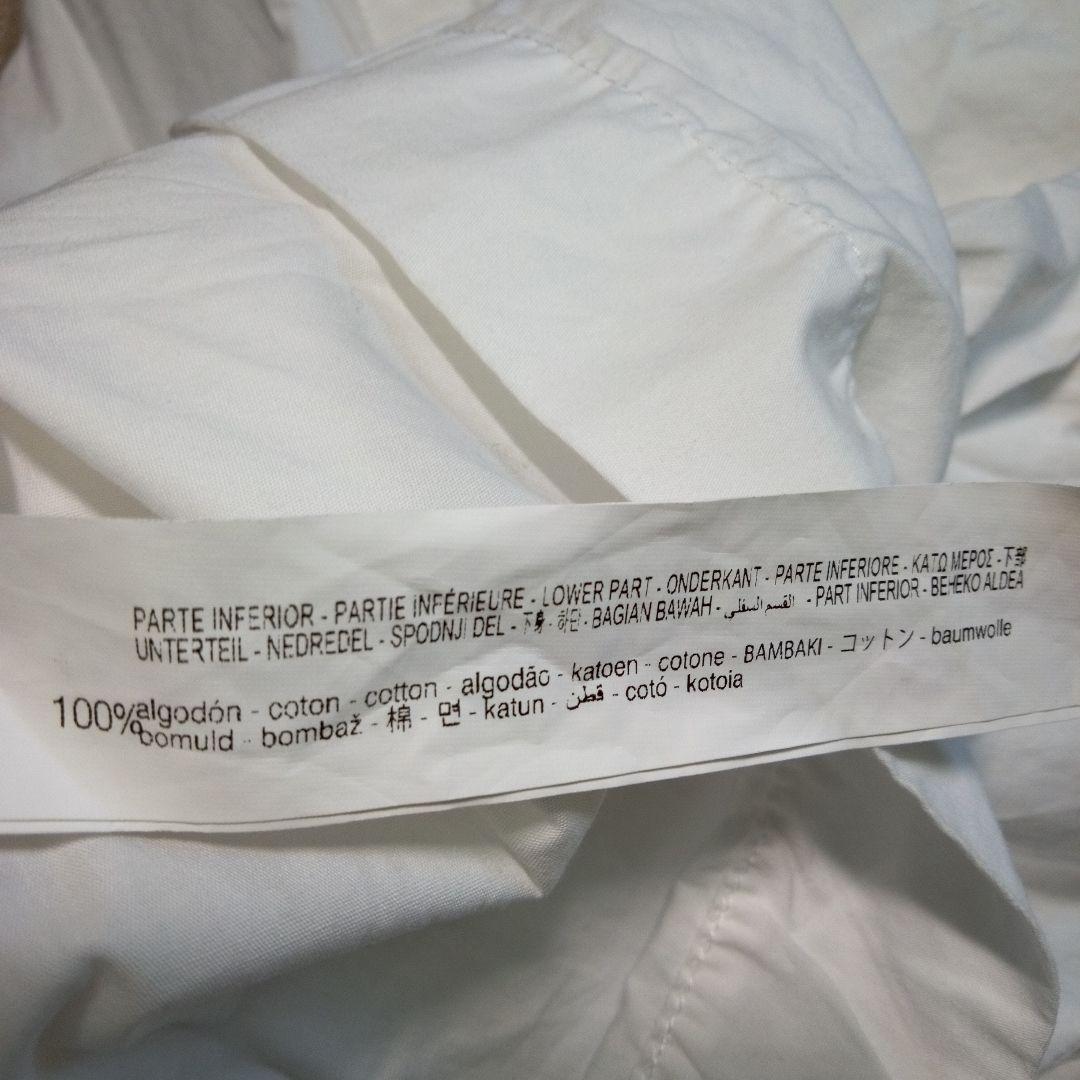 PARTE INFERIOR - PARTIE INFÉRIEURE - LOWER PART - ONDERKANT - PARTE INFERIORE - ΚΑΤΩ ΜΕΡΟΣ - 下部
UNTERTEIL - NEDREDEL - SPODNJI DEL - 下身 - 하단 - BAGIAN BAWAH - القسم السفلي - PART INFERIOR - BEHEKO ALDEA
100% algodón - coton - cotton - algodão - katoen - cotone - BAMBAKI - コットン - baumwolle
bomuld - bombaž - 棉 - 면 - katun - قطن - cotó - kotoia